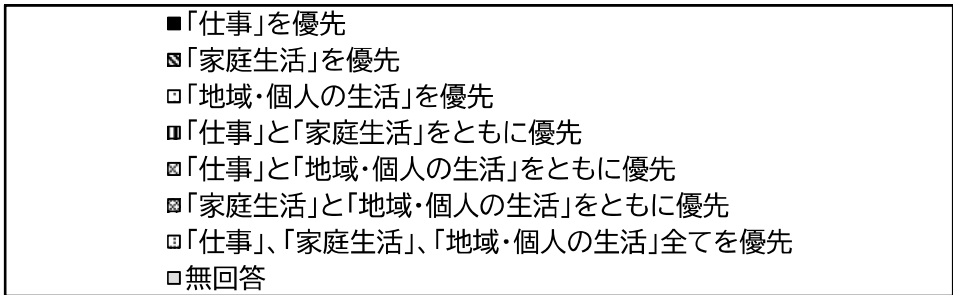 「仕事」を優先
「家庭生活」を優先
「地域・個人の生活」を優先
「仕事」と「家庭生活」をともに優先
「仕事」と「地域・個人の生活」をともに優先
「家庭生活」と「地域・個人の生活」をともに優先
「仕事」、「家庭生活」、「地域・個人の生活」全てを優先
無回答